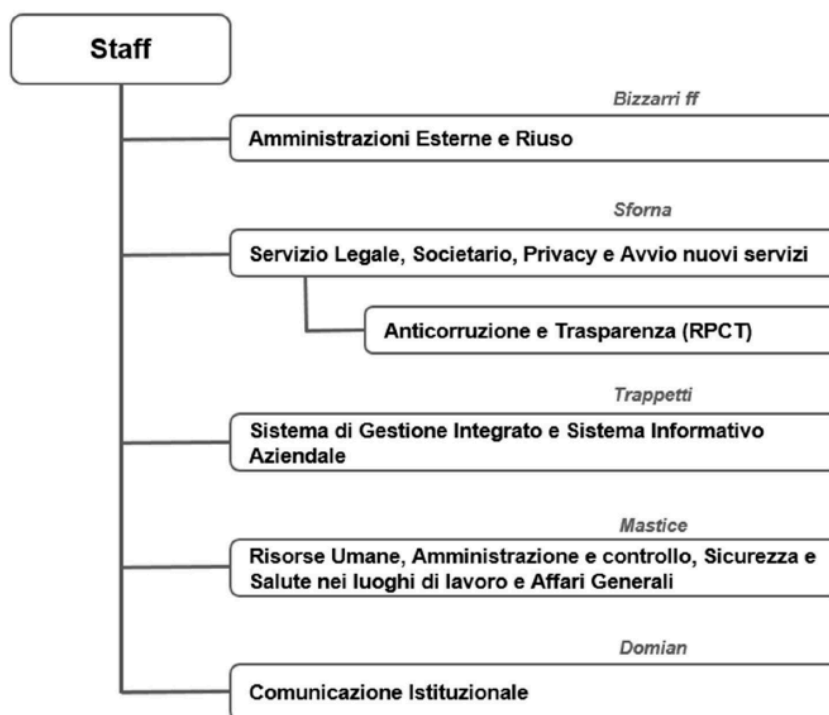 Staff
Bizzarri ff
Amministrazioni Esterne e Riuso
Sforna
Servizio Legale, Societario, Privacy e Avvio nuovi servizi
Anticorruzione e Trasparenza (RPCT)
Trappetti
Sistema di Gestione Integrato e Sistema Informativo
Aziendale
Mastice
Risorse Umane, Amministrazione e controllo, Sicurezza e
Salute nei luoghi di lavoro e Affari Generali
Domian
Comunicazione Istituzionale